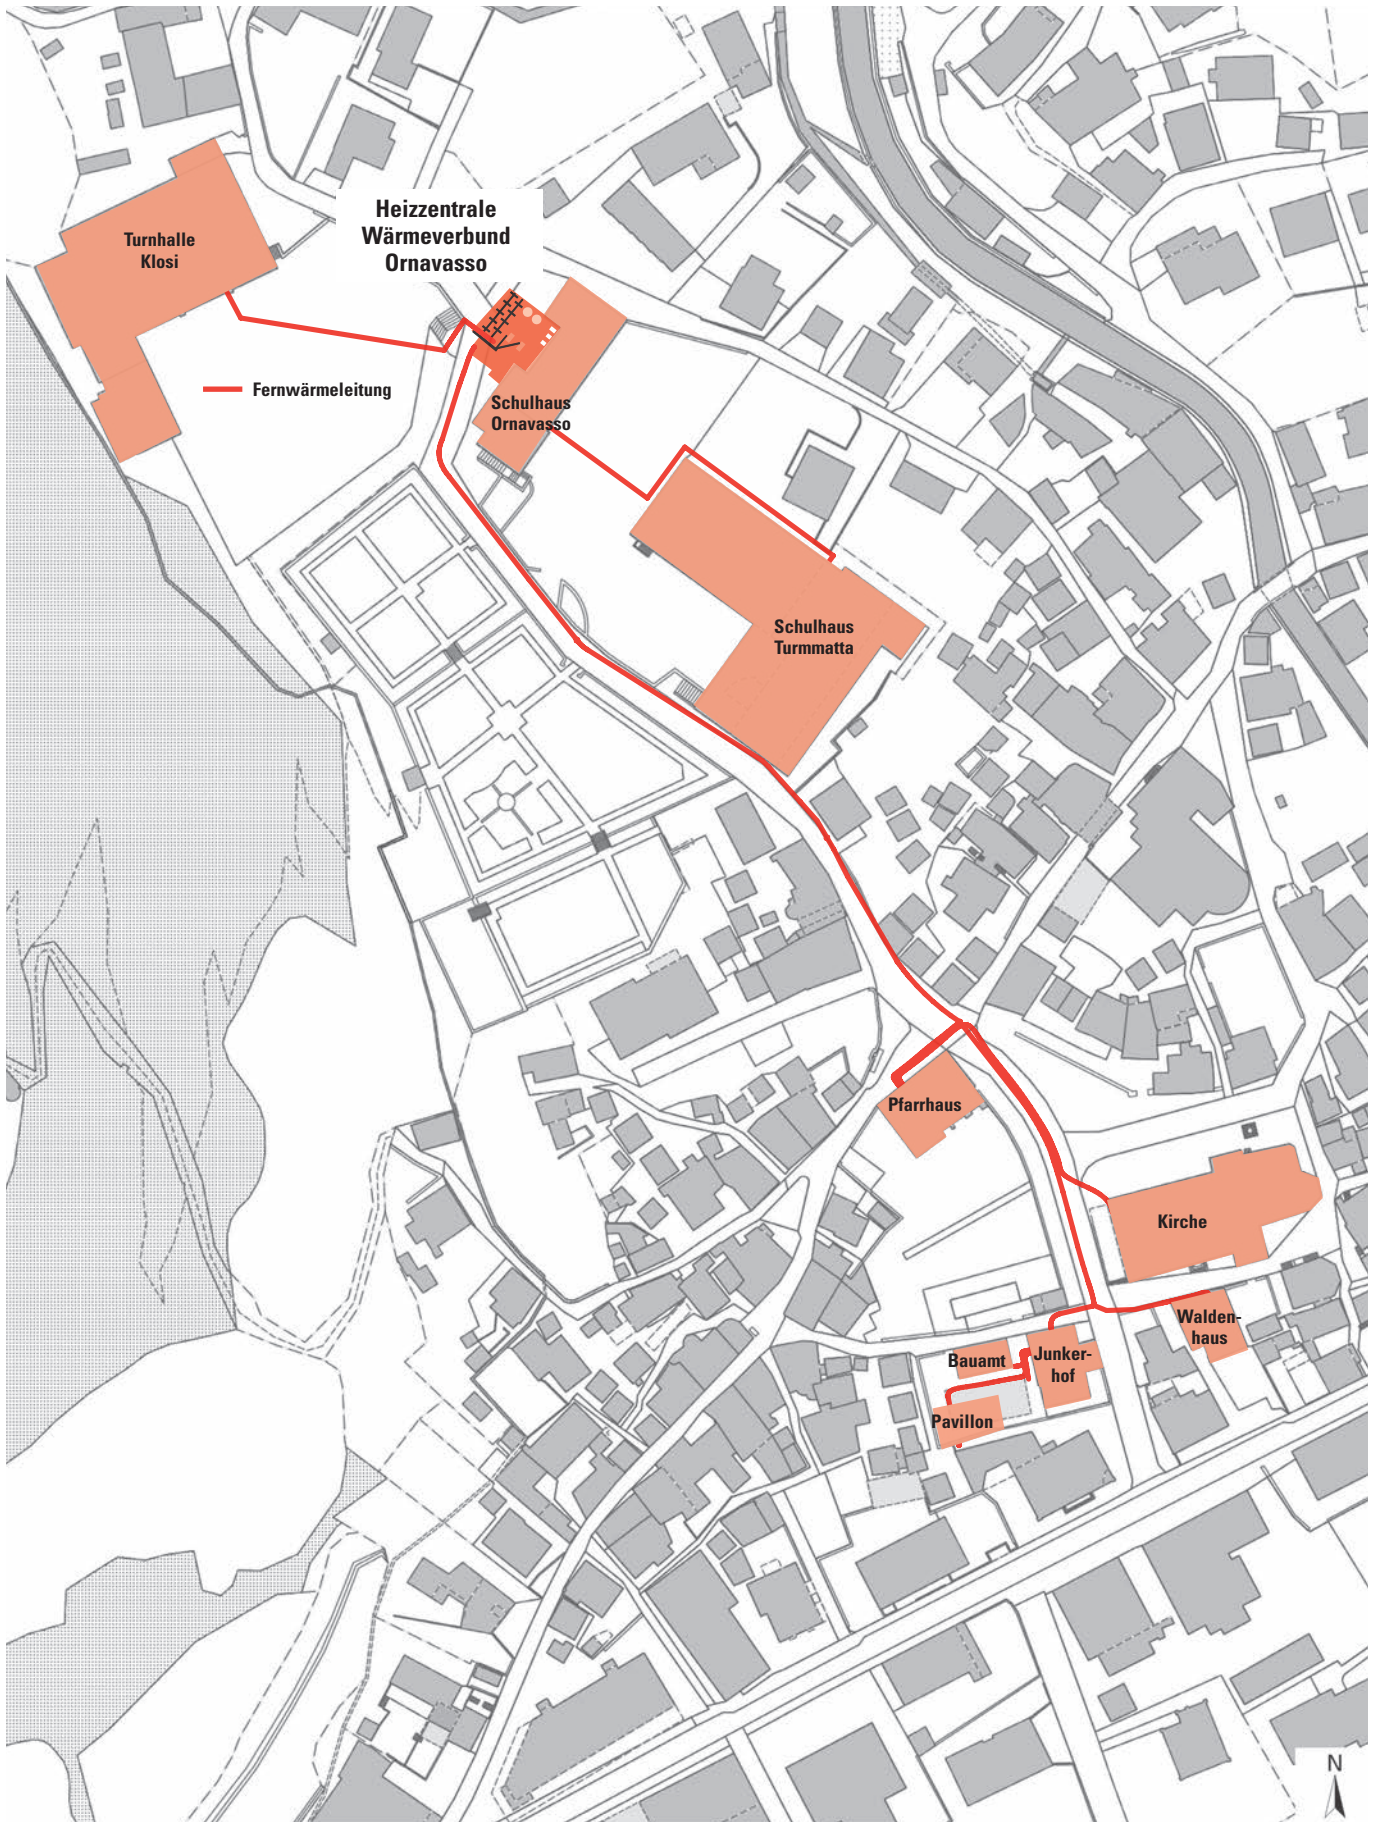 Heizzentrale
Wärmeverbund
Ornavasso
Turnhalle
Klosi
Fernwärmeleitung
Schulhaus
Ornavasso
Schulhaus
Turmmatta
Pfarrhaus
Kirche
Walden-
haus
Bauamt
Junker-
hof
Pavillon
N